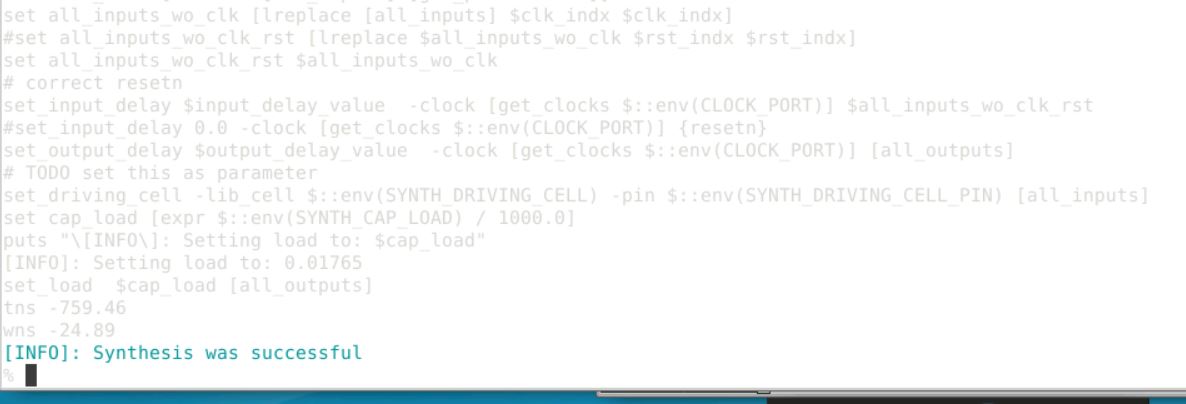 set all_inputs_wo_clk [lreplace [all_inputs] $clk_indx $clk_indx]
#set all_inputs_wo_clk_rst [lreplace $all_inputs_wo_clk $rst_indx $rst_indx]
set all_inputs_wo_clk_rst $all_inputs_wo_clk
# correct resetn
set_input_delay $input_delay_value  -clock [get_clocks $::env(CLOCK_PORT)] $all_inputs_wo_clk_rst
#set_input_delay 0.0 -clock [get_clocks $::env(CLOCK_PORT)] {resetn}
set_output_delay $output_delay_value  -clock [get_clocks $::env(CLOCK_PORT)] [all_outputs]
# TODO set this as parameter
set_driving_cell -lib_cell $::env(SYNTH_DRIVING_CELL) -pin $::env(SYNTH_DRIVING_CELL_PIN) [all_inputs]
set cap_load [expr $::env(SYNTH_CAP_LOAD) / 1000.0]
puts "\[INFO\]: Setting load to: $cap_load"
[INFO]: Setting load to: 0.01765
set_load  $cap_load [all_outputs]
tns -759.46
wns -24.89
[INFO]: Synthesis was successful
%